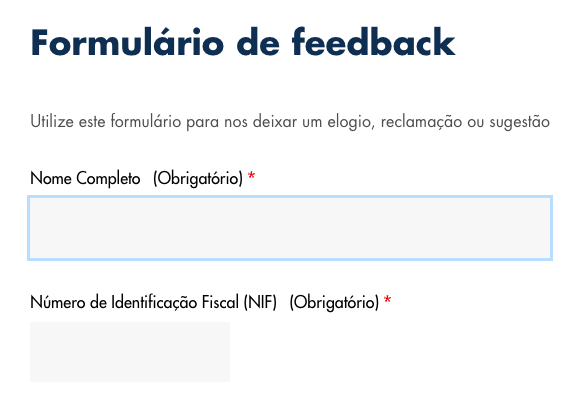 Formulário de feedback
Utilize este formulário para nos deixar um elogio, reclamação ou sugestão
Nome Completo (Obrigatório) *
Número de Identificação Fiscal (NIF) (Obrigatório) *